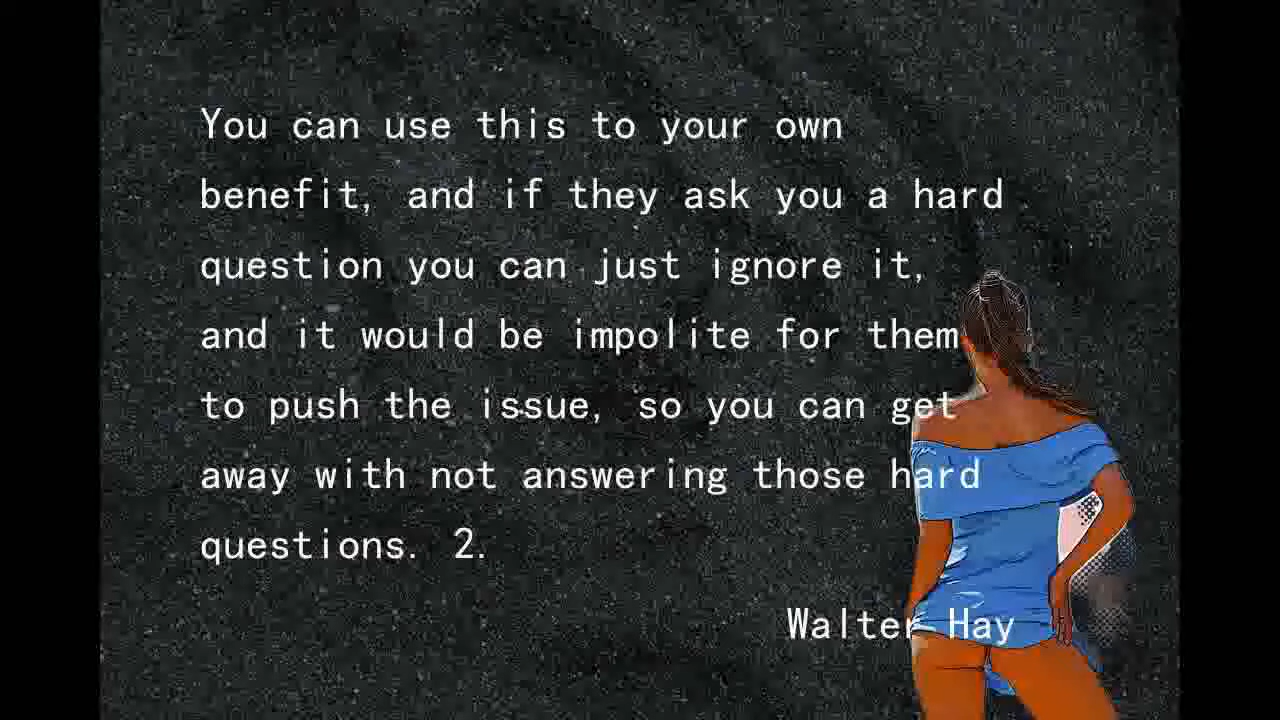 You can use this to your own
benefit, and if they ask you a hard
question you can just ignore it,
and it would be impolite for them
to push the issue, so you can get
away with not answering those hard
questions. 2.
Walter Hay